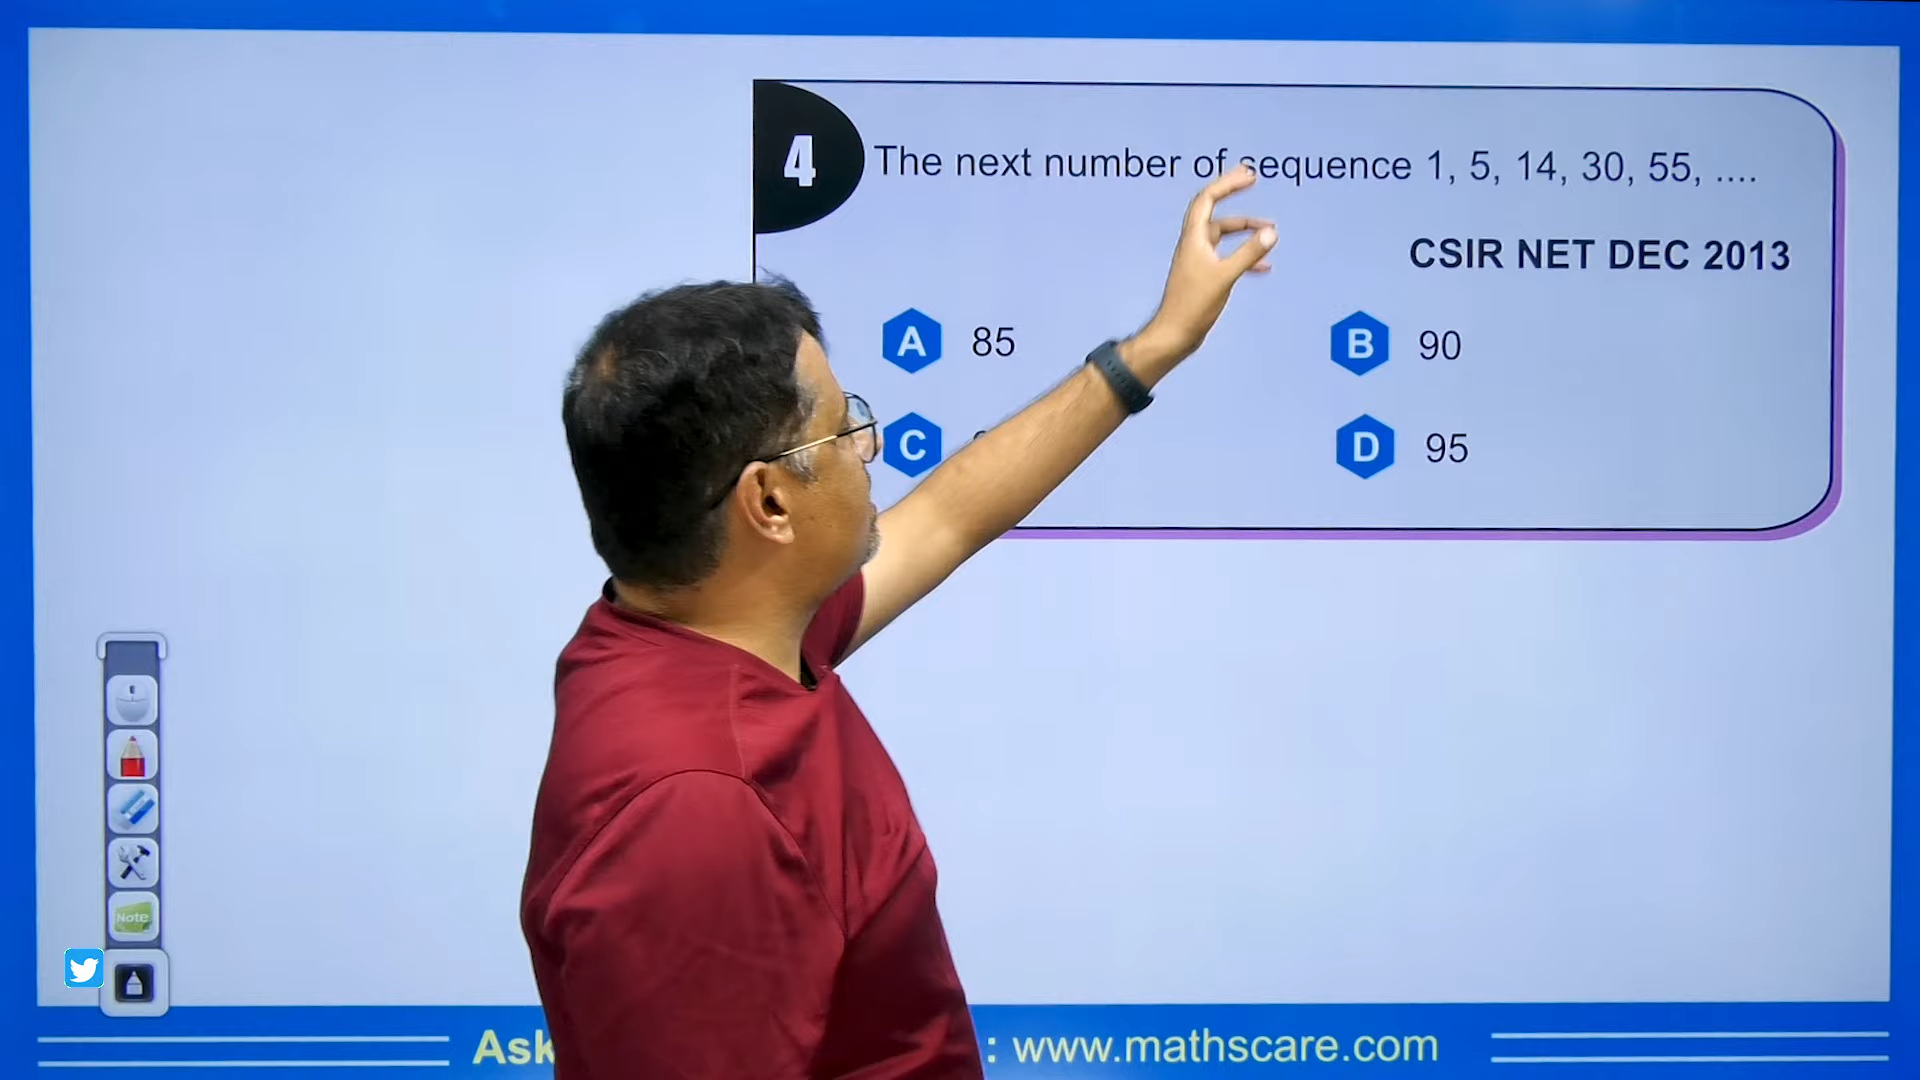 4
The next number of sequence 1, 5, 14, 30, 55, ....
CSIR NET DEC 2013
A 85
B 90
C
D 95
Note
Ask : www.mathscare.com